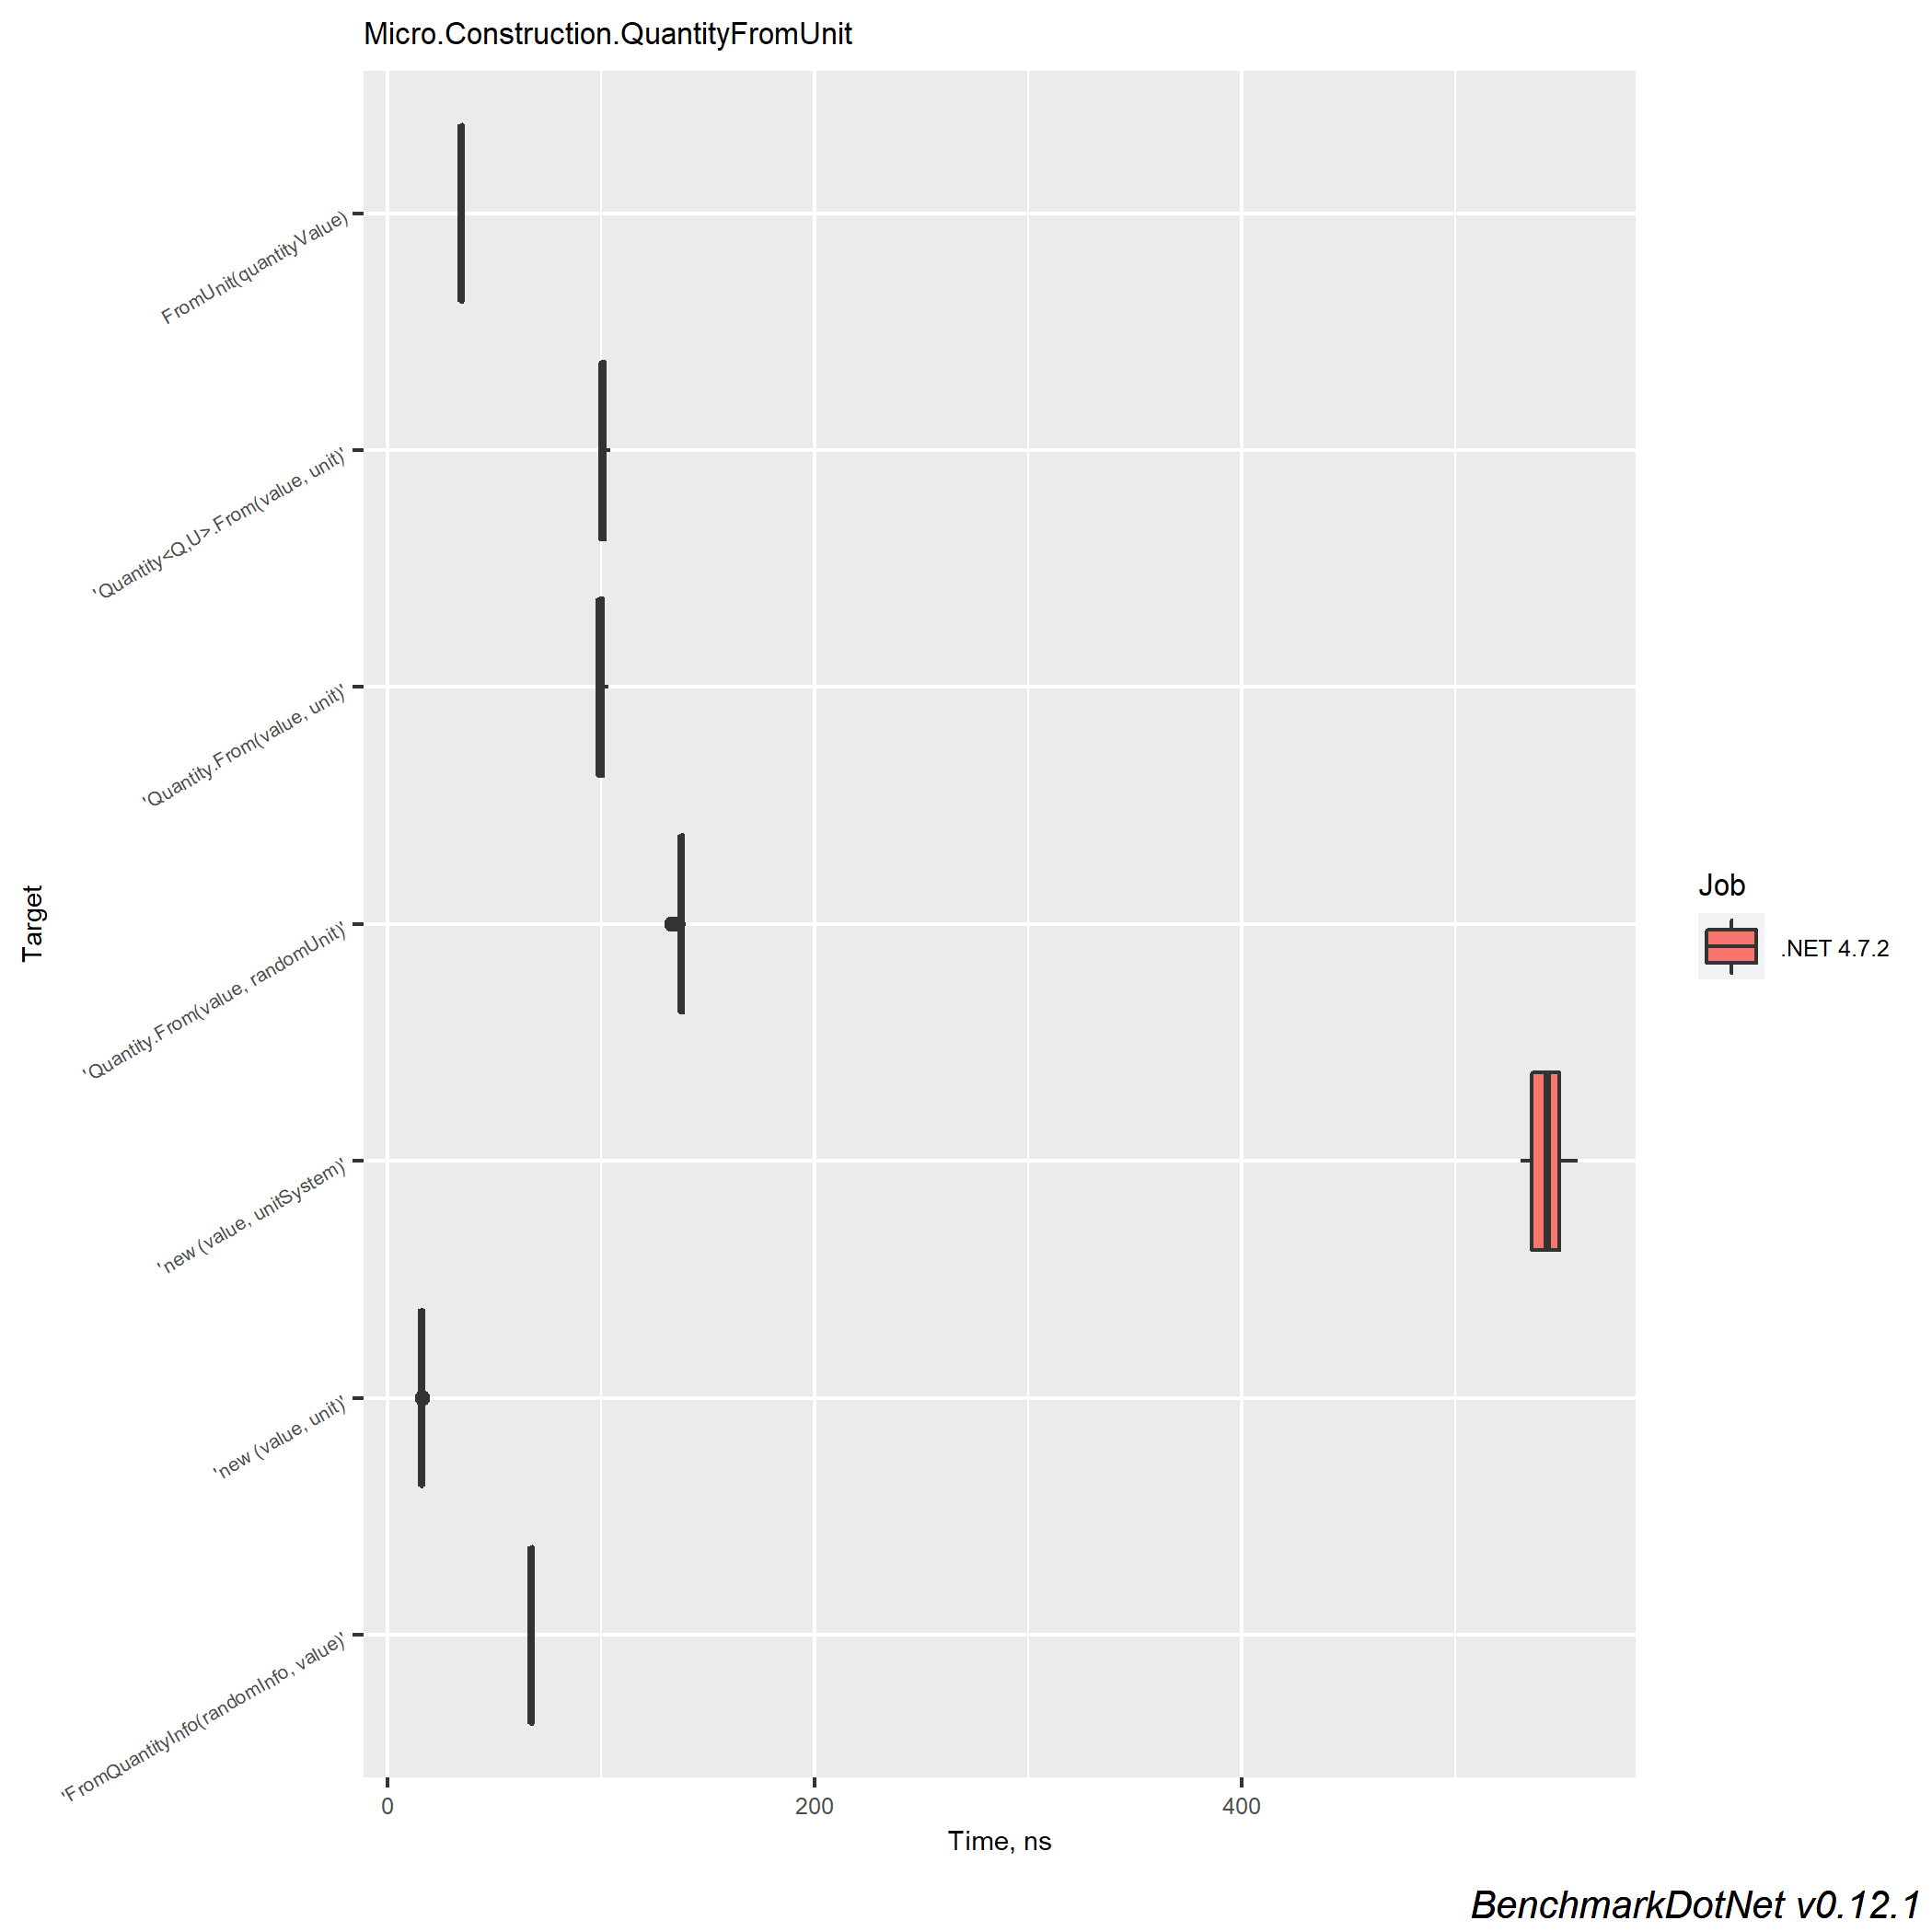 Micro.Construction.QuantityFromUnit
FromUnit(quantityValue)
'Quantity<Q,U>.From(value, unit)'
'Quantity.From(value, unit)'
'Quantity.From(value, randomUnit)'
'new (value, unitSystem)'
'new (value, unit)'
'FromQuantityInfo(randomInfo, value)'
Target
0
200
400
Time, ns
Job
.NET 4.7.2
BenchmarkDotNet v0.12.1